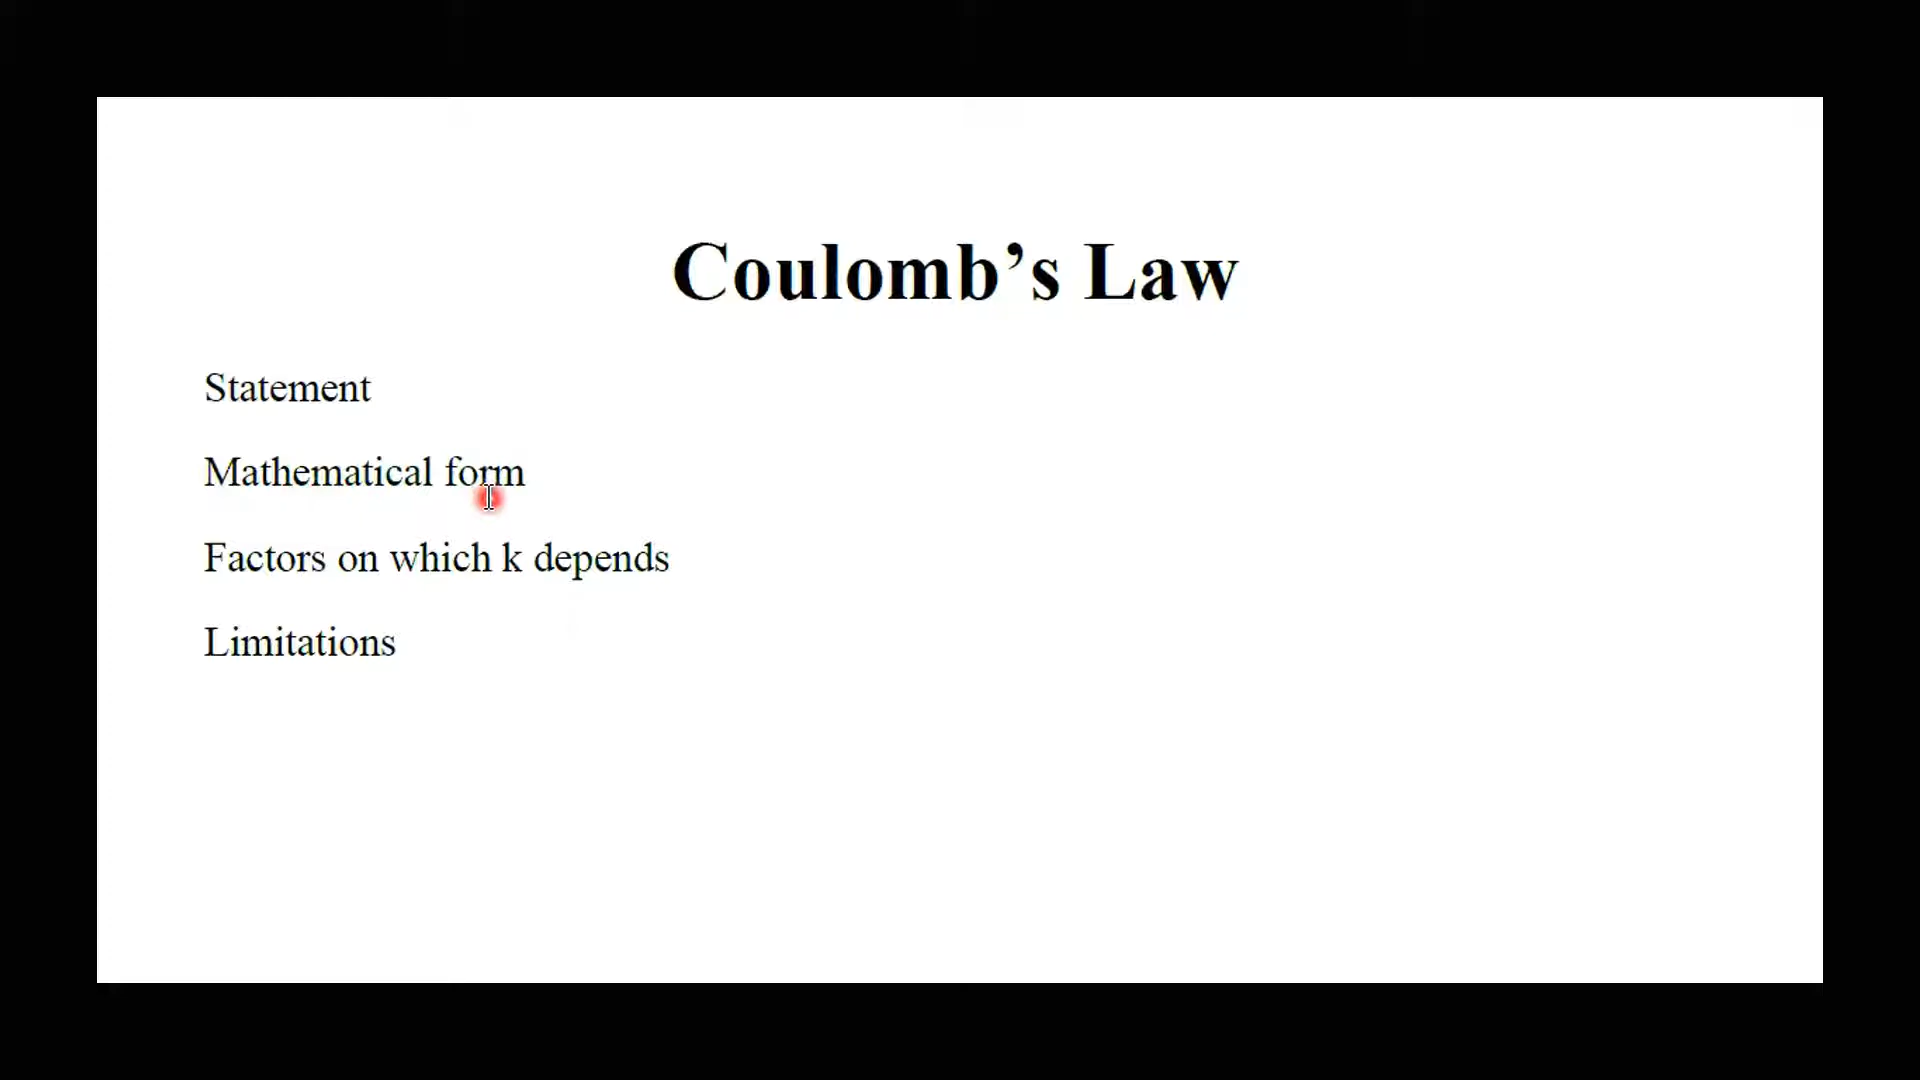 Coulomb’s Law
Statement
Mathematical form
Factors on which k depends
Limitations